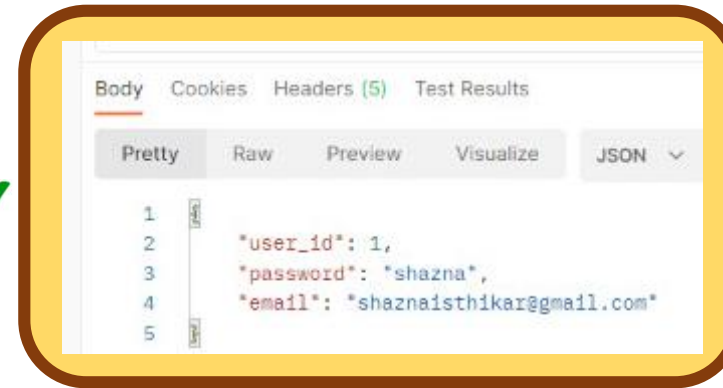 Body Cookies Headers (5) Test Results
Pretty Raw Preview Visualize JSON
1 {
2 "user_id": 1,
3 "password": "shazna",
4 "email": "shaznaisthikar@gmail.com"
5 }